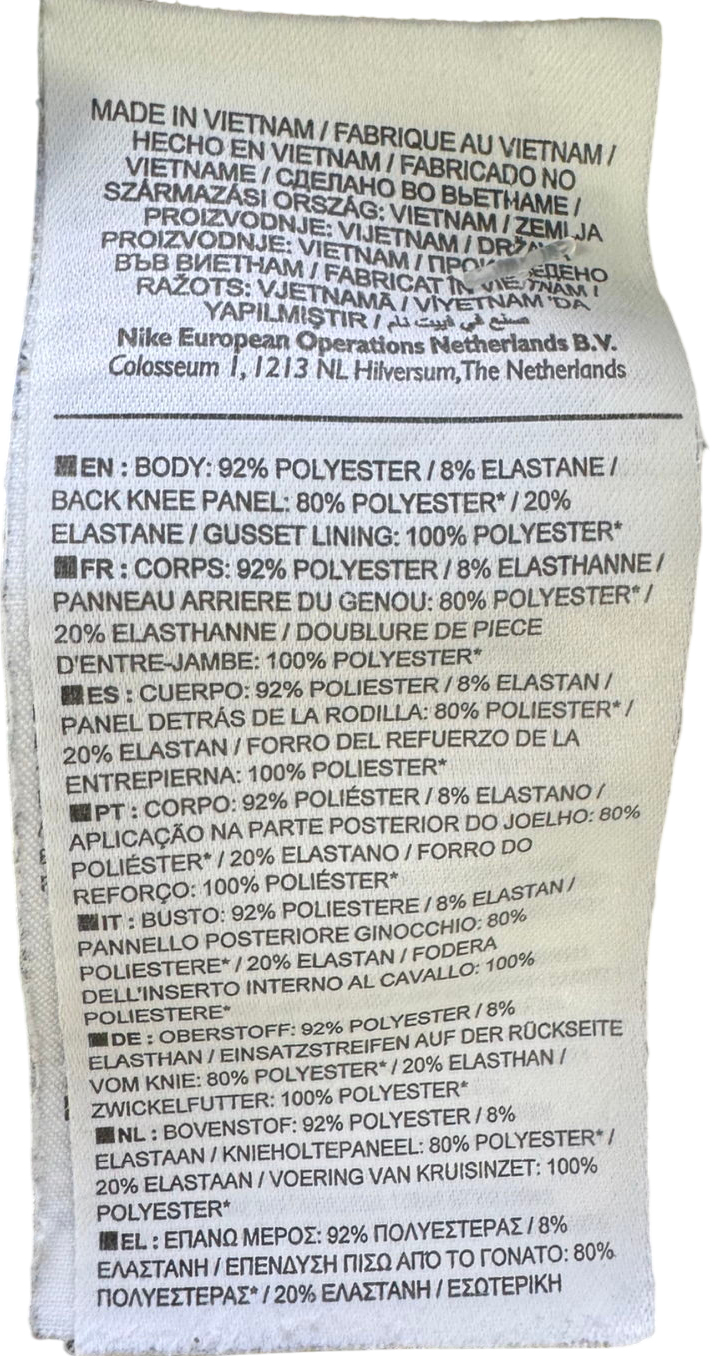 MADE IN VIETNAM / FABRIQUE AU VIETNAM /
HECHO EN VIETNAM / FABRICADO NO
VIETNAME / СДЕЛАНО ВО ВЬЕТНАМЕ /
SZÁRMAZÁSI ORSZÁG: VIETNAM / ZEMLJA
PROIZVODNJE: VIJETNAM /
PROIZVODNJE: VIETNAM /
ВЪВ ВИЕТНАМ / FABRICAT ÎN VIETNAM /
RAŽOTS: VJETNAMĀ / VİYETNAM 'DA
YAPILMIŞTIR / صنع في فييت نام
Nike European Operations Netherlands B.V.
Colosseum 1, 1213 NL Hilversum, The Netherlands
EN : BODY: 92% POLYESTER / 8% ELASTANE /
BACK KNEE PANEL: 80% POLYESTER* / 20%
ELASTANE / GUSSET LINING: 100% POLYESTER*
FR : CORPS: 92% POLYESTER / 8% ELASTHANNE /
PANNEAU ARRIERE DU GENOU: 80% POLYESTER* /
20% ELASTHANNE / DOUBLURE DE PIECE
D'ENTRE-JAMBE: 100% POLYESTER*
ES : CUERPO: 92% POLIESTER / 8% ELASTAN /
PANEL DETRÁS DE LA RODILLA: 80% POLIESTER* /
20% ELASTAN / FORRO DEL REFUERZO DE LA
ENTREPIERNA: 100% POLIESTER*
PT : CORPO: 92% POLIÉSTER / 8% ELASTANO /
APLICAÇÃO NA PARTE POSTERIOR DO JOELHO: 80%
POLIÉSTER* / 20% ELASTANO / FORRO DO
REFORÇO: 100% POLIÉSTER*
IT : BUSTO: 92% POLIESTERE / 8% ELASTAN /
PANNELLO POSTERIORE GINOCCHIO: 80%
POLIESTERE* / 20% ELASTAN / FODERA
DELL'INSERTO INTERNO AL CAVALLO: 100%
POLIESTERE*
DE : OBERSTOFF: 92% POLYESTER / 8%
ELASTHAN / EINSATZSTREIFEN AUF DER RÜCKSEITE
VOM KNIE: 80% POLYESTER* / 20% ELASTHAN /
ZWICKELFUTTER: 100% POLYESTER*
NL : BOVENSTOF: 92% POLYESTER / 8%
ELASTAAN / KNIEHOLTEPANEEL: 80% POLYESTER* /
20% ELASTAAN / VOERING VAN KRUISINZET: 100%
POLYESTER*
EL : ΕΠΑΝΩ ΜΕΡΟΣ: 92% ΠΟΛΥΕΣΤΕΡΑΣ / 8%
ΕΛΑΣΤΑΝΗ / ΕΠΕΝΔΥΣΗ ΠΙΣΩ ΑΠΟ ΤΟ ΓΟΝΑΤΟ: 80%
ΠΟΛΥΕΣΤΕΡΑΣ* / 20% ΕΛΑΣΤΑΝΗ / ΕΣΩΤΕΡΙΚΗ